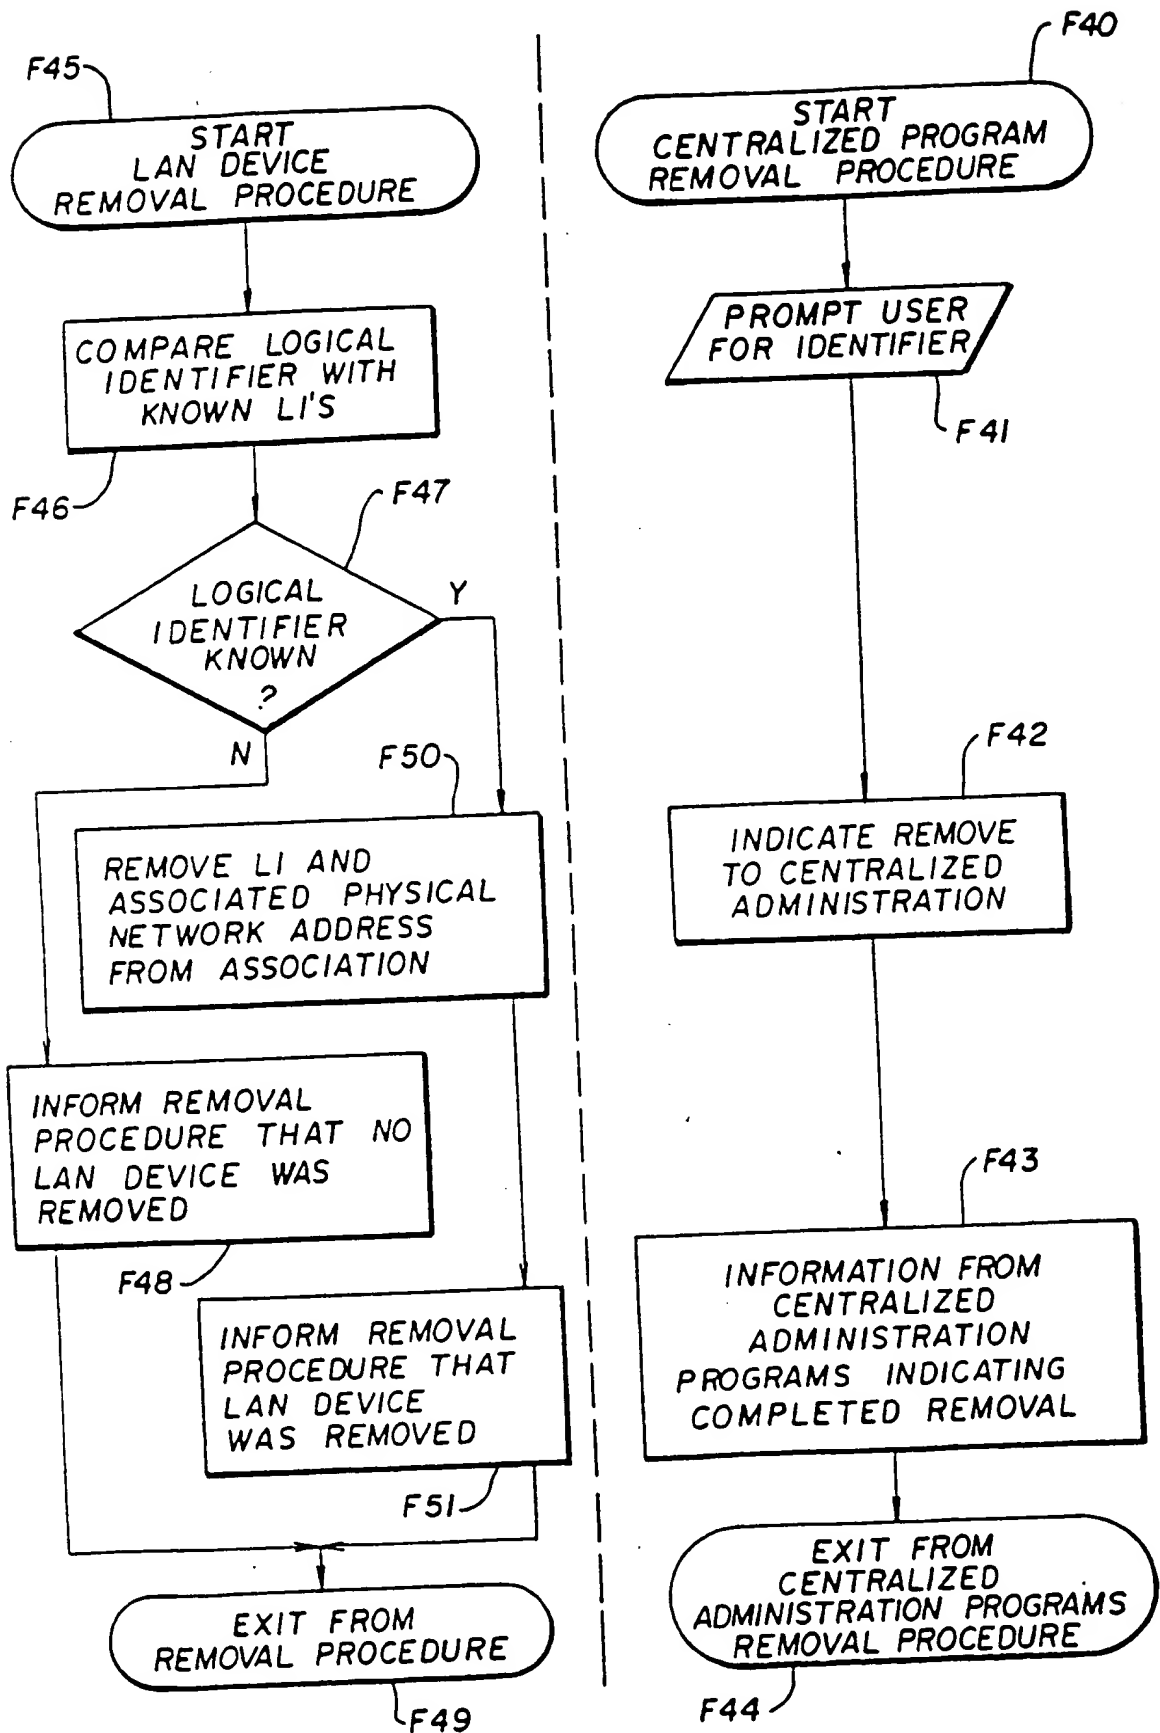 F45
START
LAN DEVICE
REMOVAL PROCEDURE
COMPARE LOGICAL
IDENTIFIER WITH
KNOWN LI'S
F46
F47
LOGICAL
IDENTIFIER
KNOWN
?
Y
N
F50
REMOVE LI AND
ASSOCIATED PHYSICAL
NETWORK ADDRESS
FROM ASSOCIATION
INFORM REMOVAL
PROCEDURE THAT NO
LAN DEVICE WAS
REMOVED
F48
INFORM REMOVAL
PROCEDURE THAT
LAN DEVICE
WAS REMOVED
F51
EXIT FROM
REMOVAL PROCEDURE
F49
F40
START
CENTRALIZED PROGRAM
REMOVAL PROCEDURE
PROMPT USER
FOR IDENTIFIER
F41
F42
INDICATE REMOVE
TO CENTRALIZED
ADMINISTRATION
F43
INFORMATION FROM
CENTRALIZED
ADMINISTRATION
PROGRAMS INDICATING
COMPLETED REMOVAL
EXIT FROM
CENTRALIZED
ADMINISTRATION PROGRAMS
REMOVAL PROCEDURE
F44